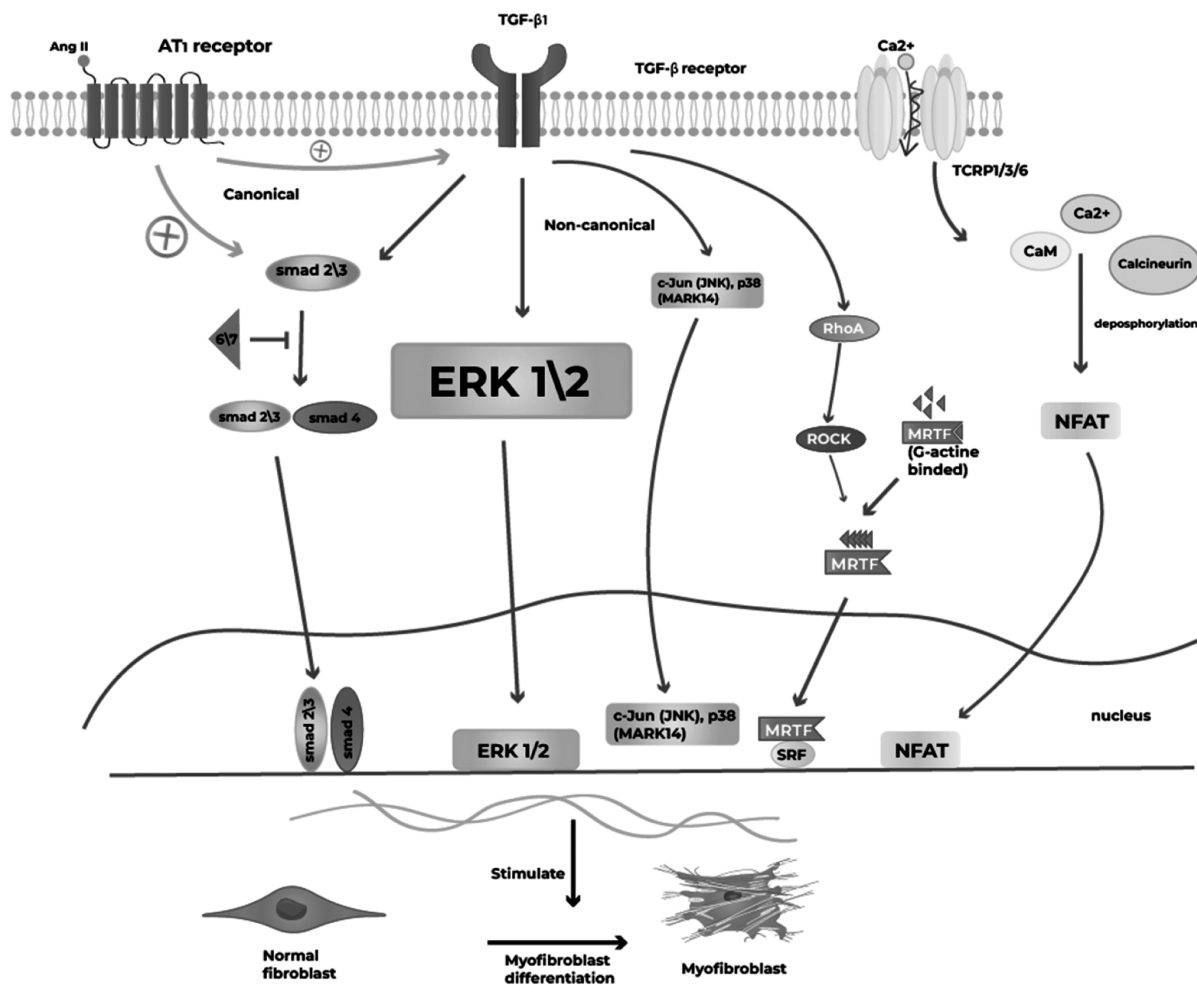 TGF-β1
Ang II
AT1 receptor
Ca2+
TGF-β receptor
TCRP1/3/6
Canonical
Non-canonical
Ca2+
CaM
Calcineurin
smad 2\3
c-Jun (JNK), p38
(MARK14)
RhoA
deposphorylation
6\7
ERK 1\2
smad 2\3
smad 4
ROCK
MRTF
(G-actine
binded)
NFAT
MRTF
smad 2\3
smad 4
ERK 1/2
c-Jun (JNK), p38
(MARK14)
MRTF
SRF
NFAT
nucleus
Stimulate
Normal
fibroblast
Myofibroblast
differentiation
Myofibroblast